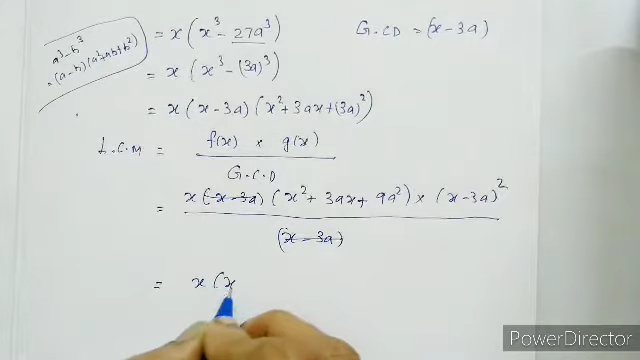 a³-b³
=(a-b)(a²+ab+b²)
= x(x³ - 27a³)
G.CD = (x-3a)
= x(x³ - (3a)³)
= x(x-3a)(x²+3ax+(3a)²)
L.C.M = f(x) × g(x)
G.C.D
= x(x-3a)(x²+3ax+9a²) × (x-3a)²
(x-3a)
= x(x
PowerDirector